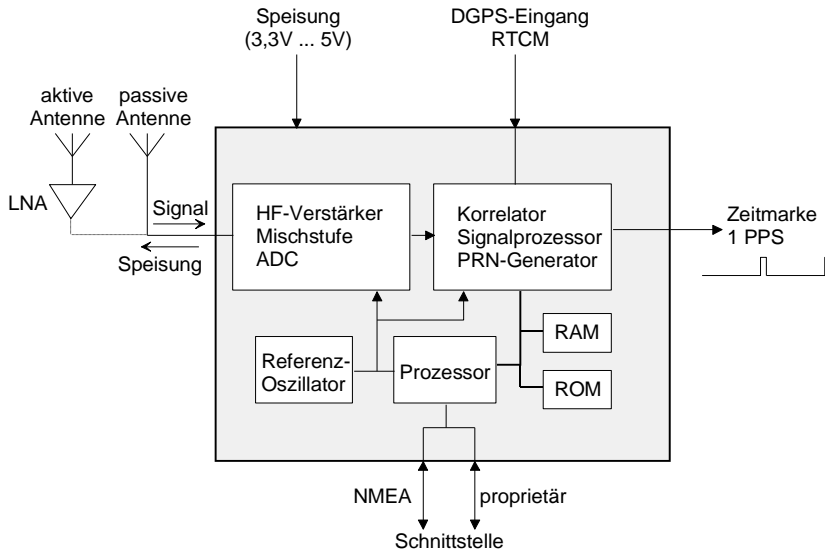 Speisung
(3,3V ... 5V)
DGPS-Eingang
RTCM
aktive
Antenne
passive
Antenne
LNA
Signal
Speisung
HF-Verstärker
Mischstufe
ADC
Korrelator
Signalprozessor
PRN-Generator
Zeitmarke
1 PPS
Referenz-
Oszillator
Prozessor
RAM
ROM
NMEA
proprietär
Schnittstelle